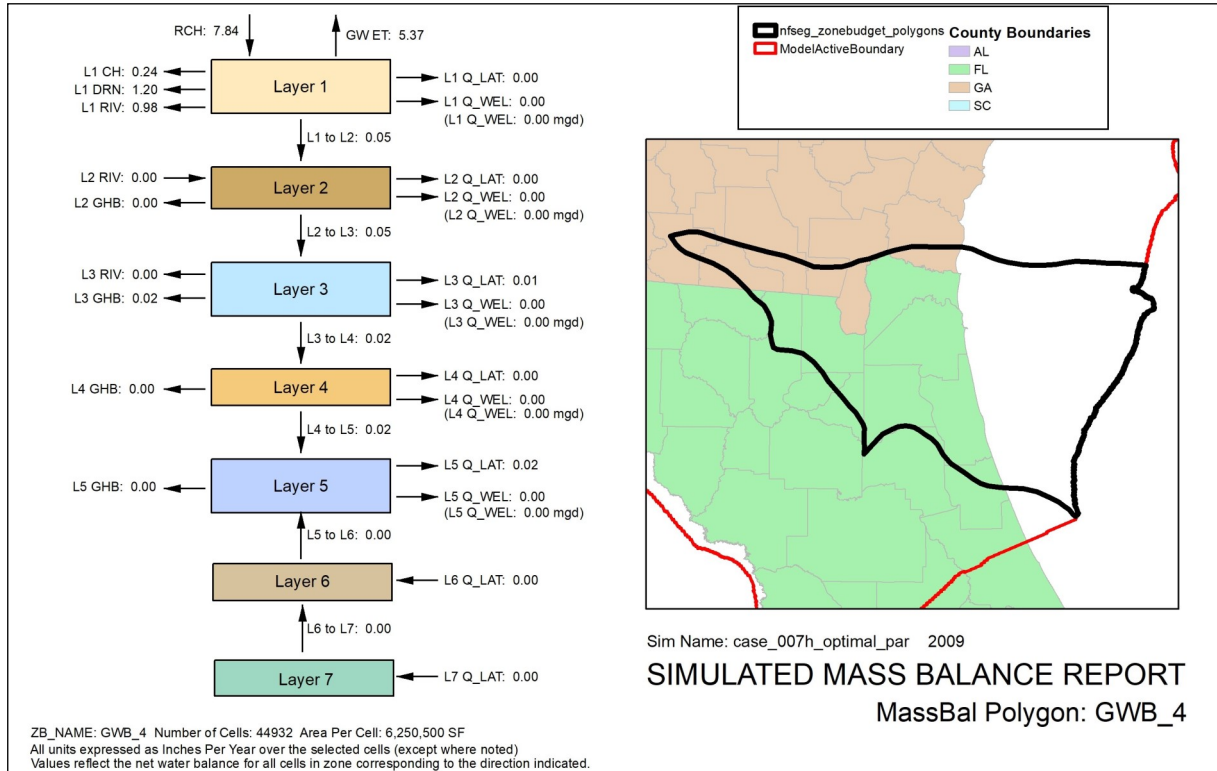 RCH: 7.84
GW ET: 5.37
L1 CH: 0.24
L1 DRN: 1.20
L1 RIV: 0.98
Layer 1
L1 Q_LAT: 0.00
L1 Q_WEL: 0.00
(L1 Q_WEL: 0.00 mgd)
L1 to L2: 0.05
L2 RIV: 0.00
L2 GHB: 0.00
Layer 2
L2 Q_LAT: 0.00
L2 Q_WEL: 0.00
(L2 Q_WEL: 0.00 mgd)
L2 to L3: 0.05
L3 RIV: 0.00
L3 GHB: 0.02
Layer 3
L3 Q_LAT: 0.01
L3 Q_WEL: 0.00
(L3 Q_WEL: 0.00 mgd)
L3 to L4: 0.02
L4 GHB: 0.00
Layer 4
L4 Q_LAT: 0.00
L4 Q_WEL: 0.00
(L4 Q_WEL: 0.00 mgd)
L4 to L5: 0.02
L5 GHB: 0.00
Layer 5
L5 Q_LAT: 0.02
L5 Q_WEL: 0.00
(L5 Q_WEL: 0.00 mgd)
L5 to L6: 0.00
Layer 6
L6 Q_LAT: 0.00
L6 to L7: 0.00
Layer 7
L7 Q_LAT: 0.00
ZB_NAME: GWB_4 Number of Cells: 44932 Area Per Cell: 6,250,500 SF
All units expressed as Inches Per Year over the selected cells (except where noted)
Values reflect the net water balance for all cells in zone corresponding to the direction indicated.
nfseg_zonebudget_polygons
ModelActiveBoundary
County Boundaries
AL
FL
GA
SC
Sim Name: case_007h_optimal_par 2009
SIMULATED MASS BALANCE REPORT
MassBal Polygon: GWB_4